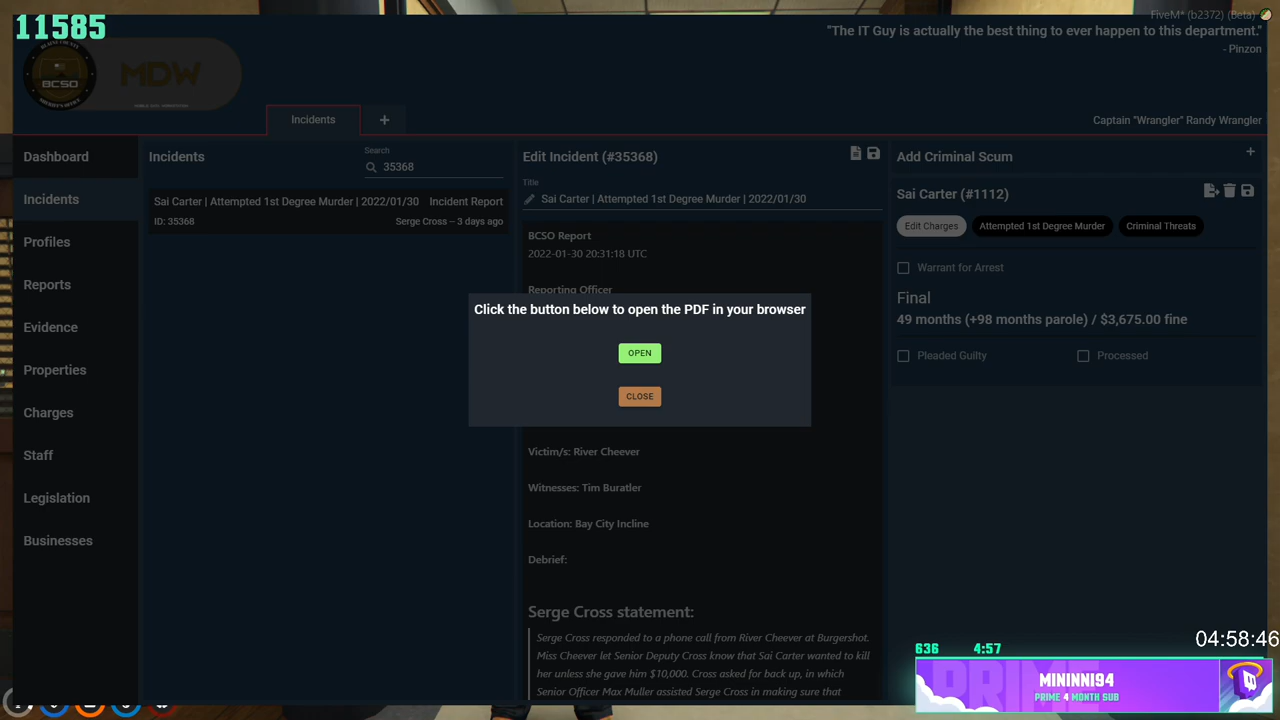 11585
FiveM* (b2372) (Beta)
"The IT Guy is actually the best thing to ever happen to this department."
- Pinzon
BCSO
MDW
Incidents
+
Captain "Wrangler" Randy Wrangler
Dashboard
Incidents
Profiles
Reports
Evidence
Properties
Charges
Staff
Legislation
Businesses
Incidents
Search
35368
Sai Carter | Attempted 1st Degree Murder | 2022/01/30 Incident Report
ID: 35368 Serge Cross -- 3 days ago
Edit Incident (#35368)
Title
Sai Carter | Attempted 1st Degree Murder | 2022/01/30
BCSO Report
2022-01-30 20:31:18 UTC
Reporting Officer
Click the button below to open the PDF in your browser
OPEN
CLOSE
Victim/s: River Cheever
Witnesses: Tim Buratler
Location: Bay City Incline
Debrief:
Serge Cross statement:
Serge Cross responded to a phone call from River Cheever at Burgershot.
Miss Cheever let Senior Deputy Cross know that Sai Carter wanted to kill
her unless she gave him $10,000. Cross asked for back up, in which
Senior Officer Max Muller assisted Serge Cross in making sure that
Add Criminal Scum
+
Sai Carter (#1112)
Edit Charges Attempted 1st Degree Murder Criminal Threats
Warrant for Arrest
Final
49 months (+98 months parole) / $3,675.00 fine
Pleaded Guilty Processed
04:58:46
636 4:57
PRIME
MININNI94
PRIME 4 MONTH SUB